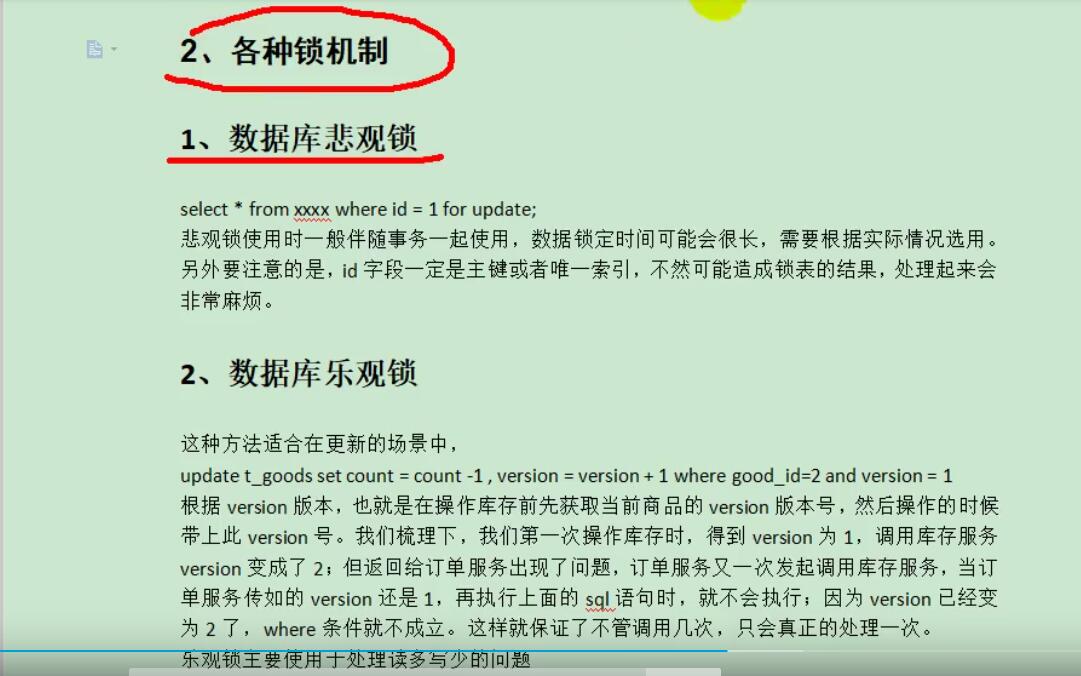 2、各种锁机制
1、数据库悲观锁
select * from xxxx where id = 1 for update;
悲观锁使用时一般伴随事务一起使用，数据锁定时间可能会很长，需要根据实际情况选用。
另外要注意的是，id 字段一定是主键或者唯一索引，不然可能造成锁表的结果，处理起来会
非常麻烦。
2、数据库乐观锁
这种方法适合在更新的场景中，
update t_goods set count = count -1 , version = version + 1 where good_id=2 and version = 1
根据 version 版本，也就是在操作库存前先获取当前商品的 version 版本号，然后操作的时候
带上此 version 号。我们梳理下，我们第一次操作库存时，得到 version 为 1，调用库存服务
version 变成了 2；但返回给订单服务出现了问题，订单服务又一次发起调用库存服务，当订
单服务传如的 version 还是 1，再执行上面的 sql 语句时，就不会执行；因为 version 已经变
为 2 了，where 条件就不成立。这样就保证了不管调用几次，只会真正的处理一次。
乐观锁主要使用于处理读多写少的问题